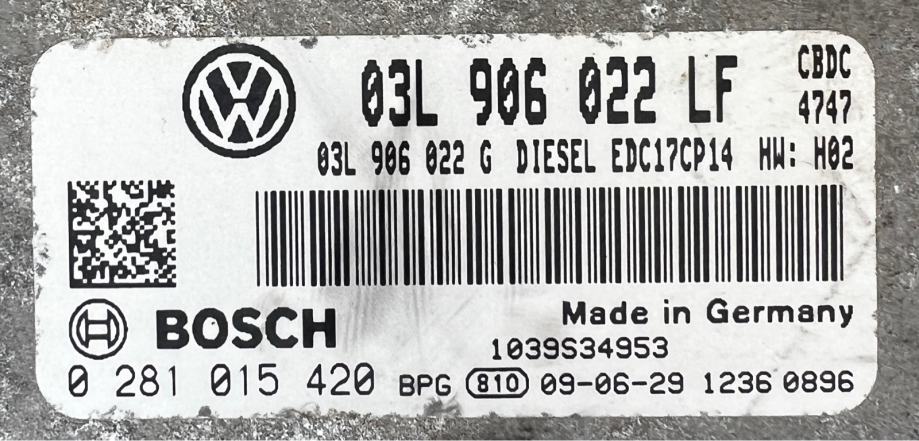 03L 906 022 LF
CBDC
4747
03L 906 022 G DIESEL EDC17CP14 HW: H02
BOSCH
Made in Germany
1039S34953
0 281 015 420 BPG 810 09-06-29 1236 0896